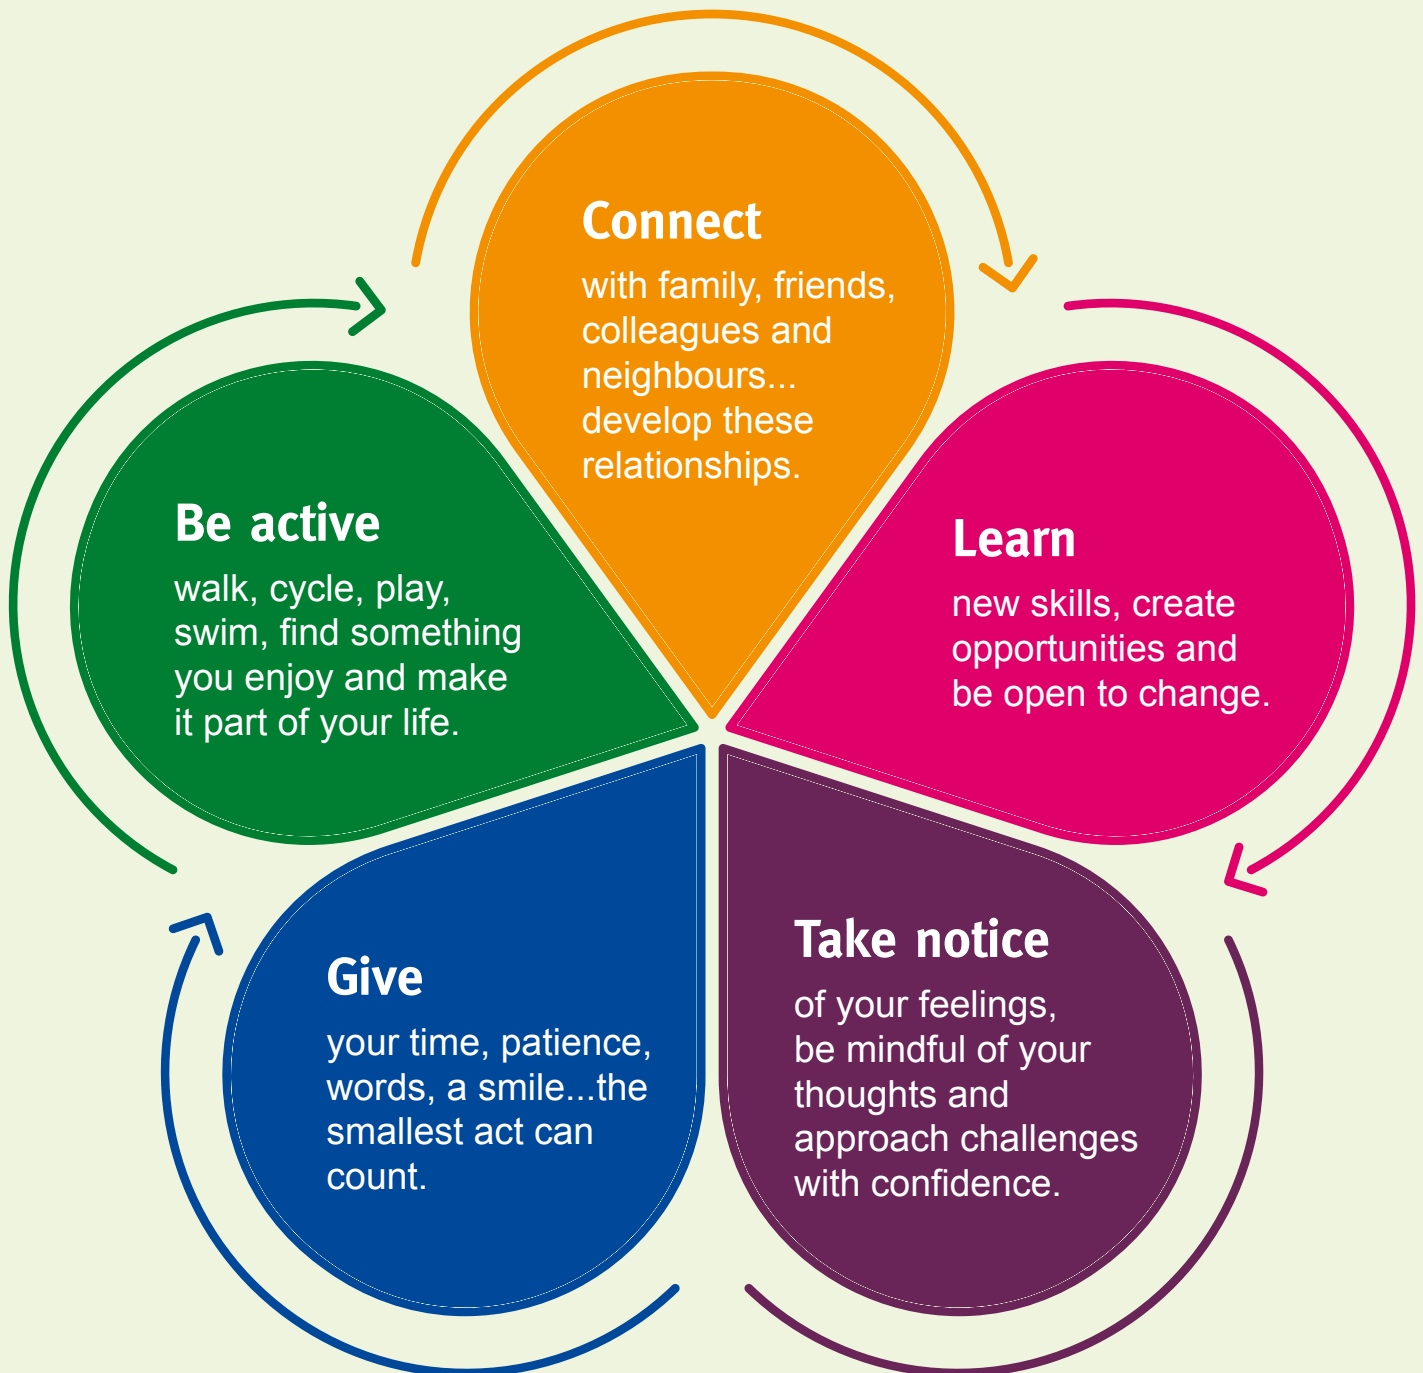 Connect
with family, friends,
colleagues and
neighbours...
develop these
relationships.
Learn
new skills, create
opportunities and
be open to change.
Take notice
of your feelings,
be mindful of your
thoughts and
approach challenges
with confidence.
Give
your time, patience,
words, a smile...the
smallest act can
count.
Be active
walk, cycle, play,
swim, find something
you enjoy and make
it part of your life.